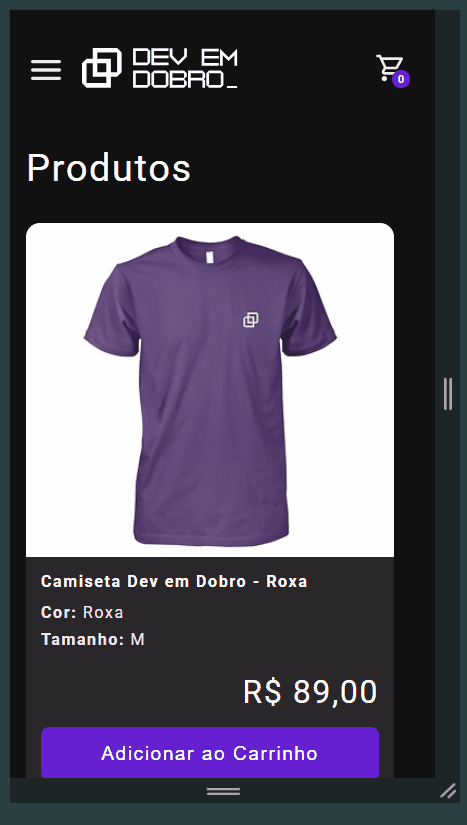 DEV EM
DOBRO_
0
Produtos
Camiseta Dev em Dobro - Roxa
Cor: Roxa
Tamanho: M
R$ 89,00
Adicionar ao Carrinho